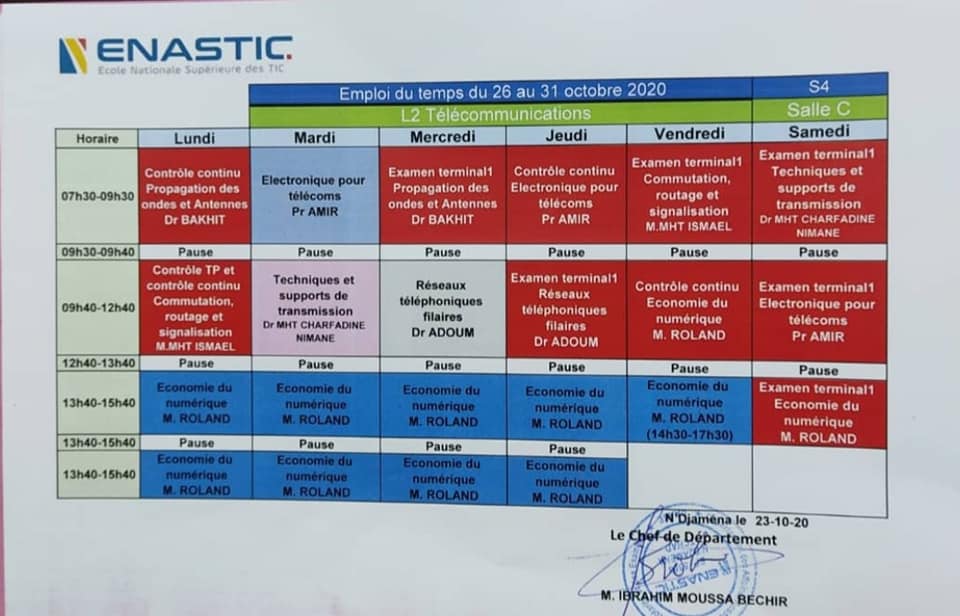 ENASTIC.
Ecole Nationale Supérieure des TIC
Emploi du temps du 26 au 31 octobre 2020
S4
L2 Télécommunications
Salle C
Horaire
Lundi
Mardi
Mercredi
Jeudi
Vendredi
Samedi
07h30-09h30
Contrôle continu
Propagation des
ondes et Antennes
Dr BAKHIT
Electronique pour
télécoms
Pr AMIR
Examen terminal1
Propagation des
ondes et Antennes
Dr BAKHIT
Contrôle continu
Electronique pour
télécoms
Pr AMIR
Examen terminal1
Commutation,
routage et
signalisation
M.MHT ISMAEL
Examen terminal1
Techniques et
supports de
transmission
Dr MHT CHARFADINE
NIMANE
09h30-09h40
Pause
Pause
Pause
Pause
Pause
Pause
09h40-12h40
Contrôle TP et
contrôle continu
Commutation,
routage et
signalisation
M.MHT ISMAEL
Techniques et
supports de
transmission
Dr MHT CHARFADINE
NIMANE
Réseaux
téléphoniques
filaires
Dr ADOUM
Examen terminal1
Réseaux
téléphoniques
filaires
Dr ADOUM
Contrôle continu
Economie du
numérique
M. ROLAND
Examen terminal1
Electronique pour
télécoms
Pr AMIR
12h40-13h40
Pause
Pause
Pause
Pause
Pause
Pause
13h40-15h40
Economie du
numérique
M. ROLAND
Economie du
numérique
M. ROLAND
Economie du
numérique
M. ROLAND
Economie du
numérique
M. ROLAND
Economie du
numérique
M. ROLAND
(14h30-17h30)
Examen terminal1
Economie du
numérique
M. ROLAND
13h40-15h40
Pause
Pause
Pause
Pause
13h40-15h40
Economie du
numérique
M. ROLAND
Economie du
numérique
M. ROLAND
Economie du
numérique
M. ROLAND
Economie du
numérique
M. ROLAND
N'Djaména le 23-10-20
Le Chef de Département
ENASTIC
M. IBRAHIM MOUSSA BECHIR